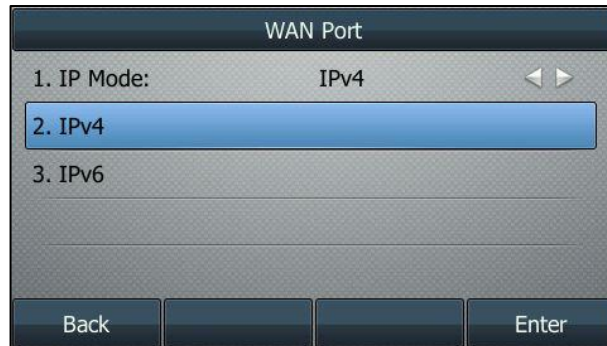 WAN Port
1. IP Mode: IPv4
2. IPv4
3. IPv6
Back Enter